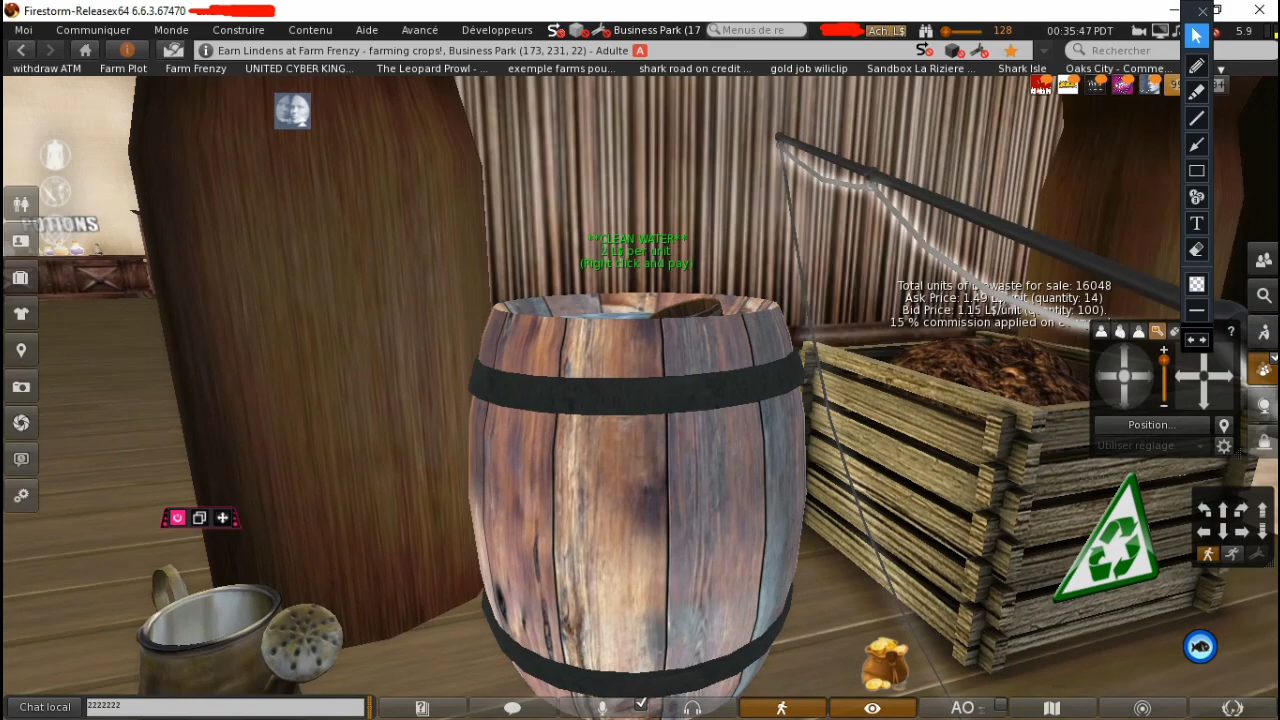 Firestorm-Releasex64 6.6.3.67470
Moi Communiquer Monde Construire Contenu Aide Avancé Développeurs Business Park (17 Menus de re Ach. L$ 128 00:35:47 PDT 5.9
Earn Lindens at Farm Frenzy - farming crops!, Business Park (173, 231, 22) - Adulte A Rechercher
withdraw ATM Farm Plot Farm Frenzy UNITED CYBER KING... The Leopard Prowl - ... exemple farms pou... shark road on credit ... gold job wiliclip Sandbox La Riziere ... Shark Isle Oaks City - Comme...
POTIONS
**CLEAN WATER**
2 L$ per unit
(Right click and pay)
Total units of waste for sale: 16048
Ask Price: 1.49 L$/unit (quantity: 14)
Bid Price: 1.15 L$/unit (quantity: 100).
15 % commission applied on
?
Position...
Utiliser réglage
Chat local 2222222 AO